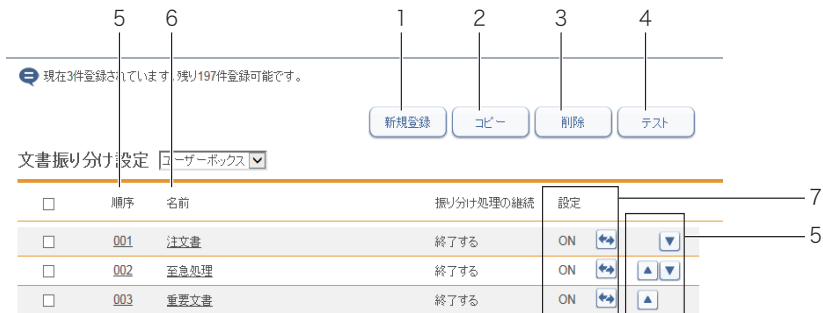 5 6 1 2 3 4
現在3件登録されています。残り197件登録可能です。
新規登録 コピー 削除 テスト
文書振り分け設定 ユーザーボックス
順序 名前 振り分け処理の継続 設定 7
001 注文書 終了する ON 5
002 至急処理 終了する ON
003 重要文書 終了する ON